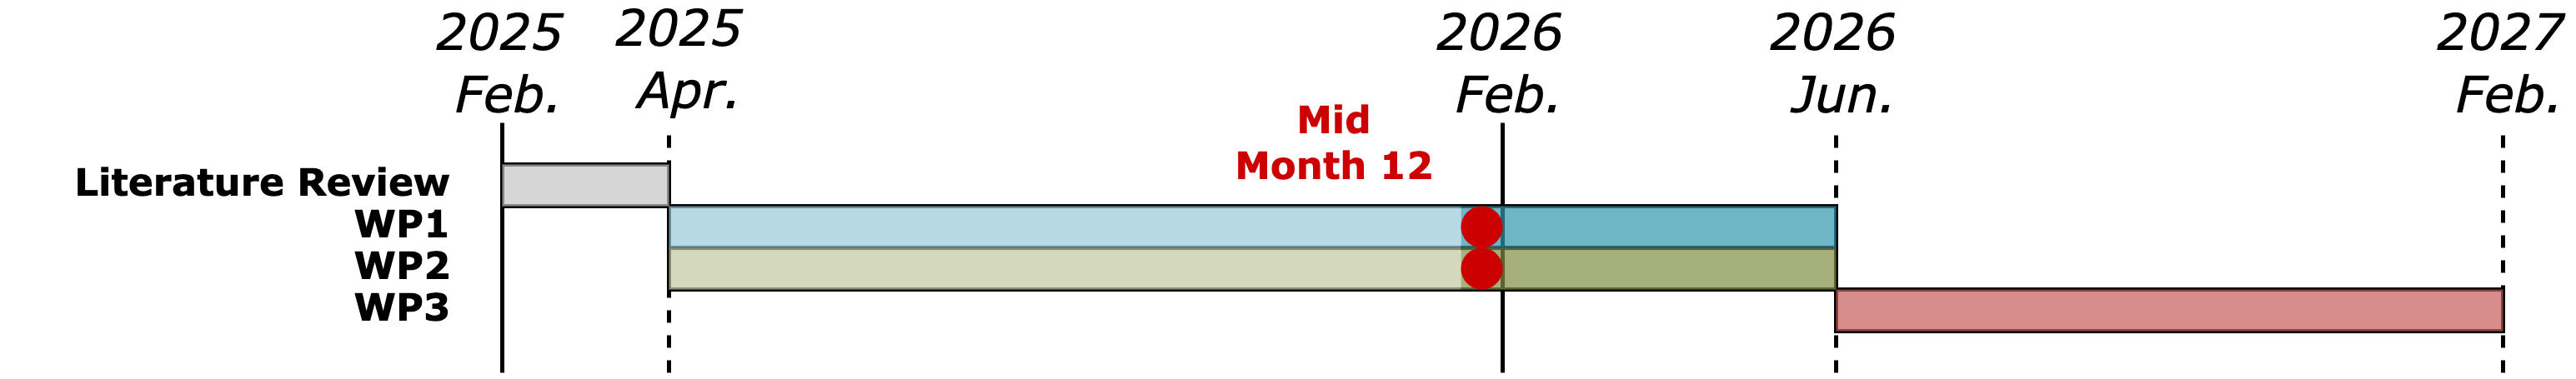 2025
Feb.
2025
Apr.
2026
Feb.
2026
Jun.
2027
Feb.
Mid
Month 12
Literature Review
WP1
WP2
WP3